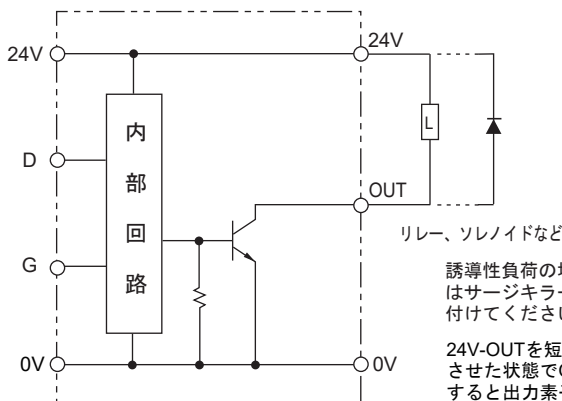 24V
24V
内部回路
L
D
OUT
G
リレー、ソレノイドなど
誘導性負荷の
はサージキラー
付けてください
24V-OUTを短
させた状態で
すると出力素
0V
0V